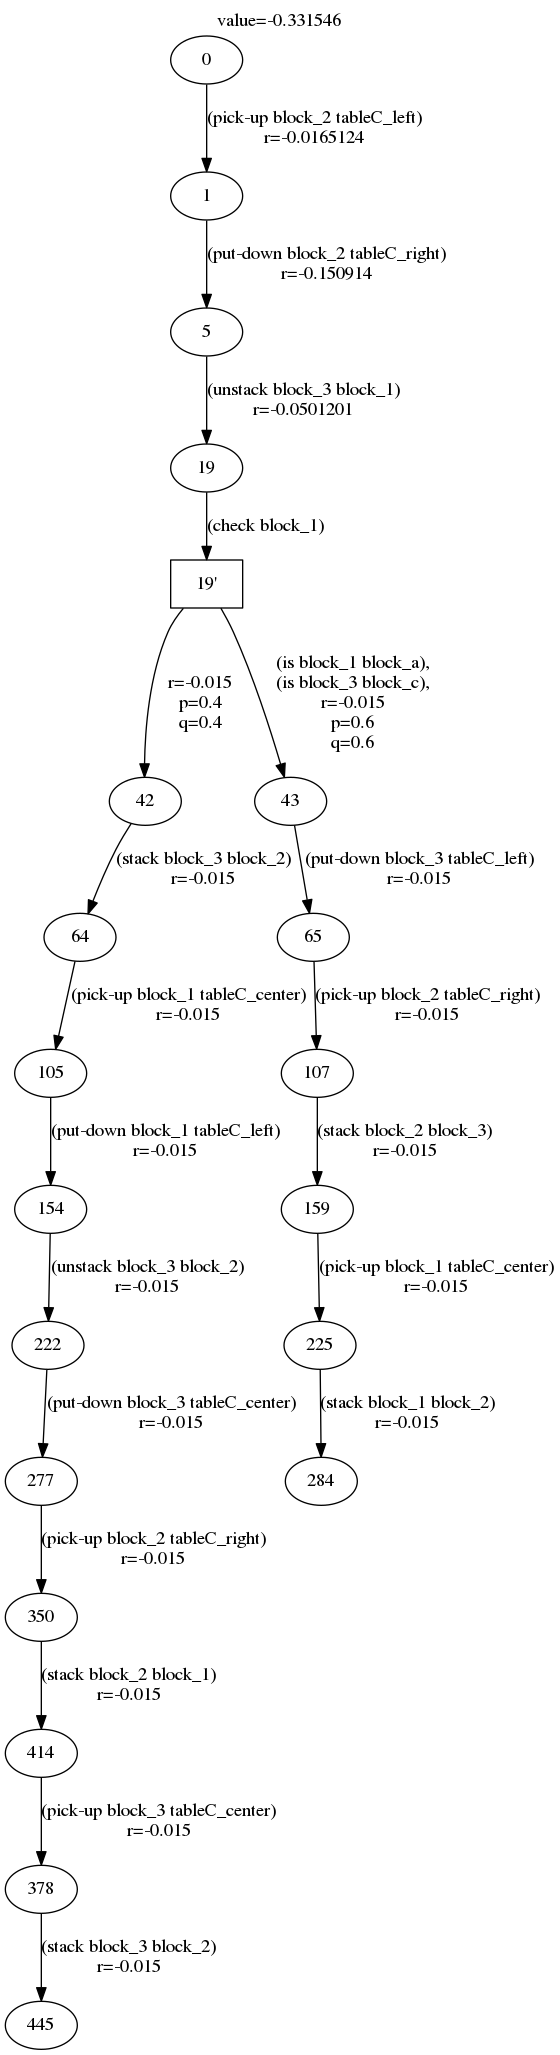 value=-0.331546
0
(pick-up block_2 tableC_left)
r=-0.0165124
1
(put-down block_2 tableC_right)
r=-0.150914
5
(unstack block_3 block_1)
r=-0.0501201
19
(check block_1)
19'
r=-0.015
p=0.4
q=0.4
(is block_1 block_a),
(is block_3 block_c),
r=-0.015
p=0.6
q=0.6
42
43
(stack block_3 block_2)
r=-0.015
(put-down block_3 tableC_left)
r=-0.015
64
65
(pick-up block_1 tableC_center)
r=-0.015
(pick-up block_2 tableC_right)
r=-0.015
105
107
(put-down block_1 tableC_left)
r=-0.015
(stack block_2 block_3)
r=-0.015
154
159
(unstack block_3 block_2)
r=-0.015
(pick-up block_1 tableC_center)
r=-0.015
222
225
(put-down block_3 tableC_center)
r=-0.015
(stack block_1 block_2)
r=-0.015
277
284
(pick-up block_2 tableC_right)
r=-0.015
350
(stack block_2 block_1)
r=-0.015
414
(pick-up block_3 tableC_center)
r=-0.015
378
(stack block_3 block_2)
r=-0.015
445